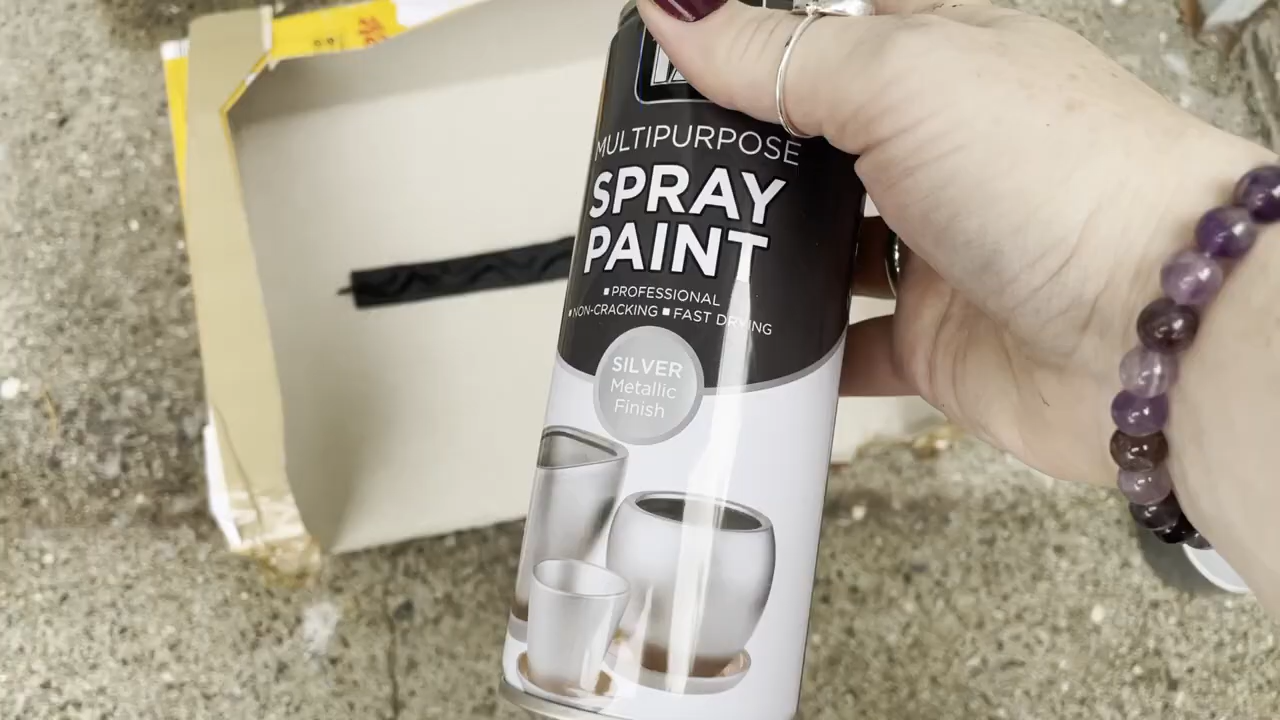 MULTIPURPOSE
SPRAY
PAINT
▪ PROFESSIONAL
▪ NON-CRACKING ▪ FAST DRYING
SILVER
Metallic
Finish